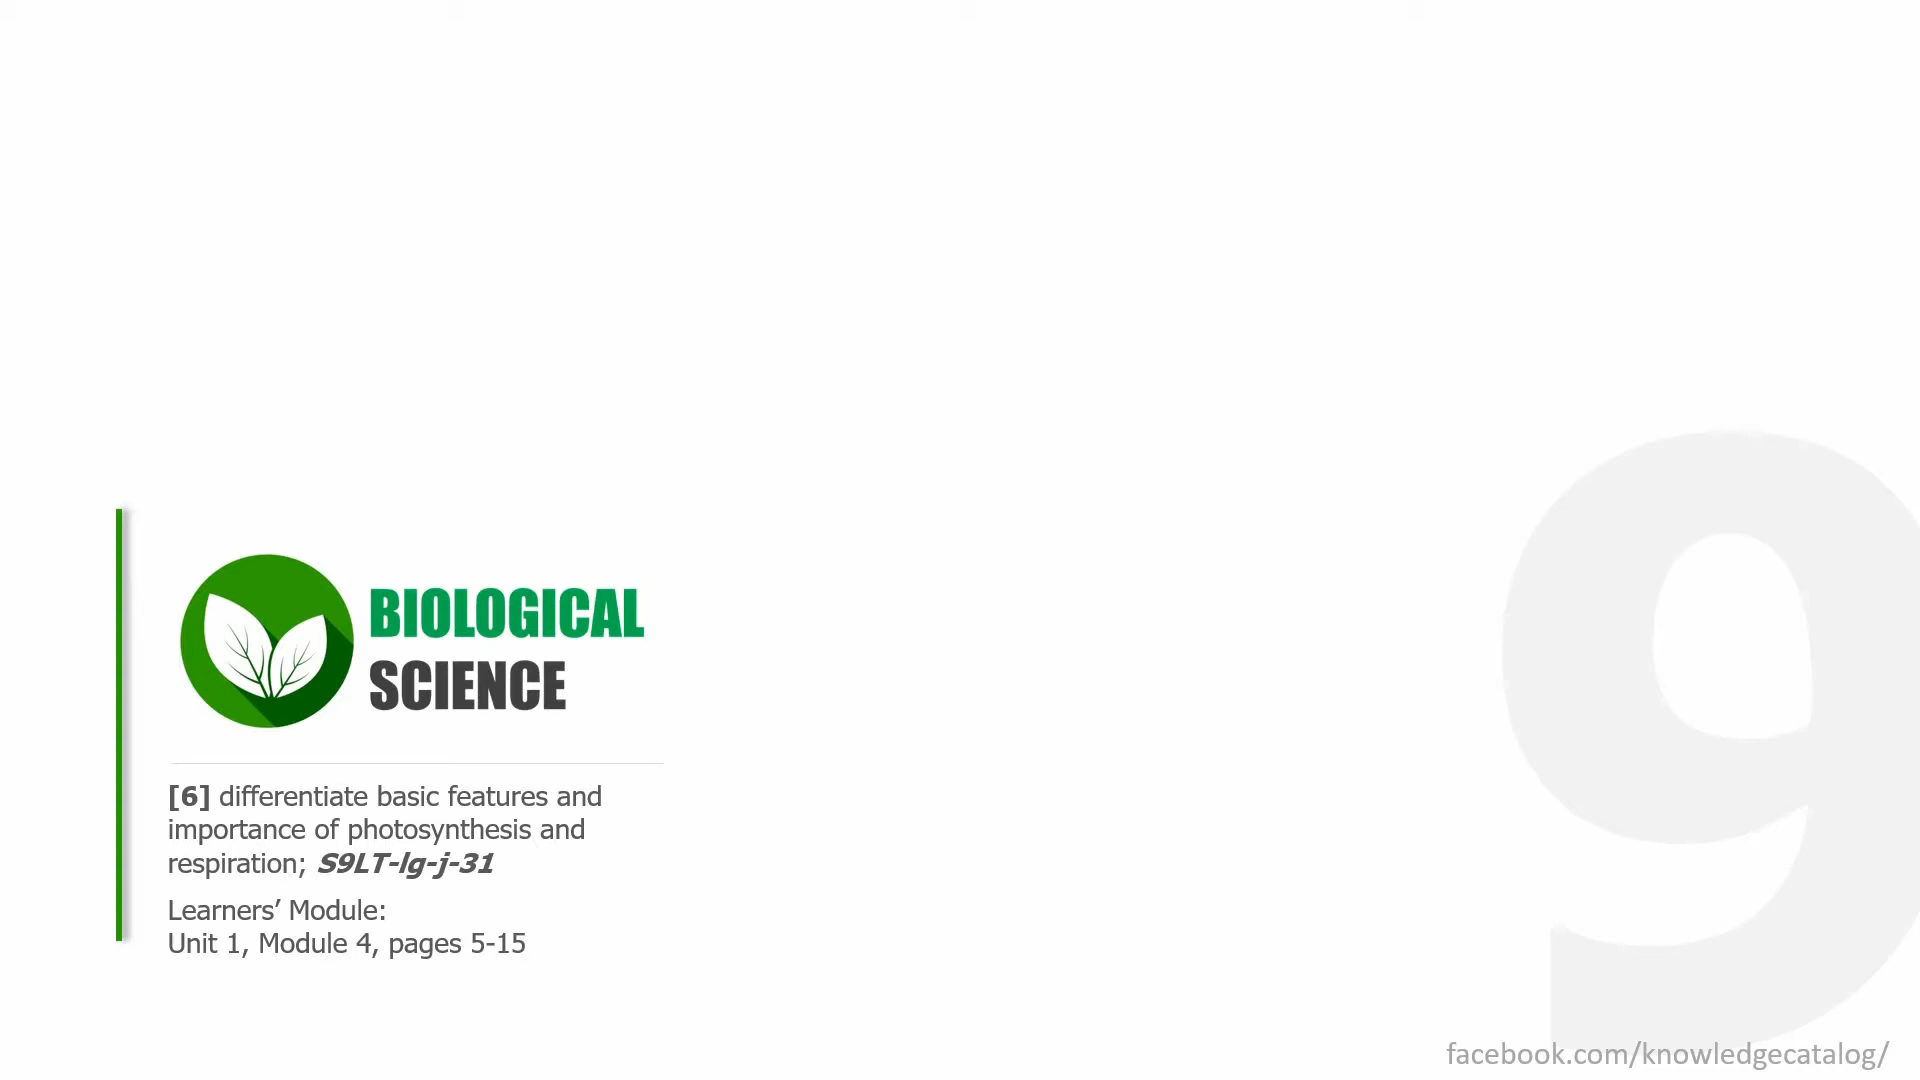 BIOLOGICAL
SCIENCE
[6] differentiate basic features and
importance of photosynthesis and
respiration; S9LT-lg-j-31
Learners’ Module:
Unit 1, Module 4, pages 5-15
9
facebook.com/knowledgecatalog/